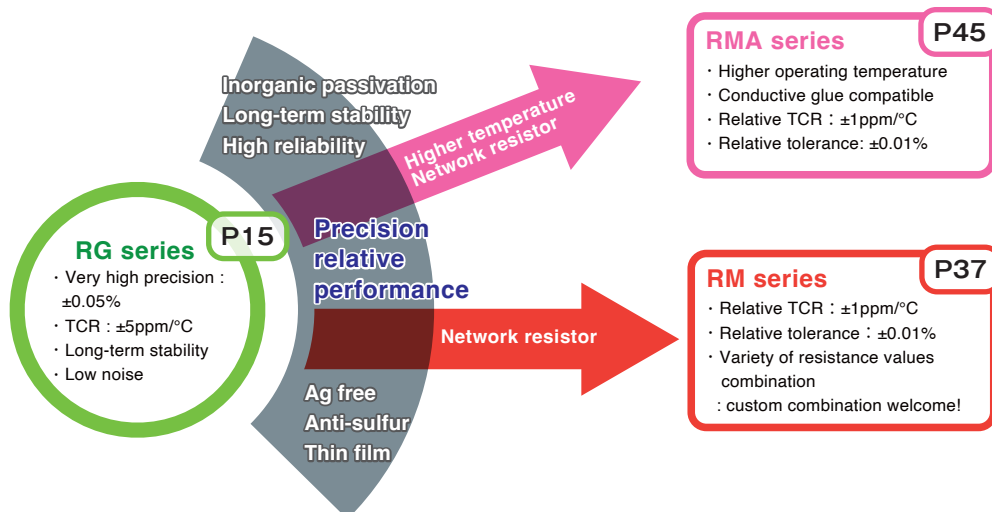 RG series
P15
· Very high precision :
±0.05%
· TCR : ±5ppm/°C
· Long-term stability
· Low noise
Inorganic passivation
Long-term stability
High reliability
Precision
relative
performance
Ag free
Anti-sulfur
Thin film
Higher temperature
Network resistor
Network resistor
RMA series
P45
· Higher operating temperature
· Conductive glue compatible
· Relative TCR：±1ppm/°C
· Relative tolerance: ±0.01%
RM series
P37
· Relative TCR：±1ppm/°C
· Relative tolerance：±0.01%
· Variety of resistance values
combination
: custom combination welcome!